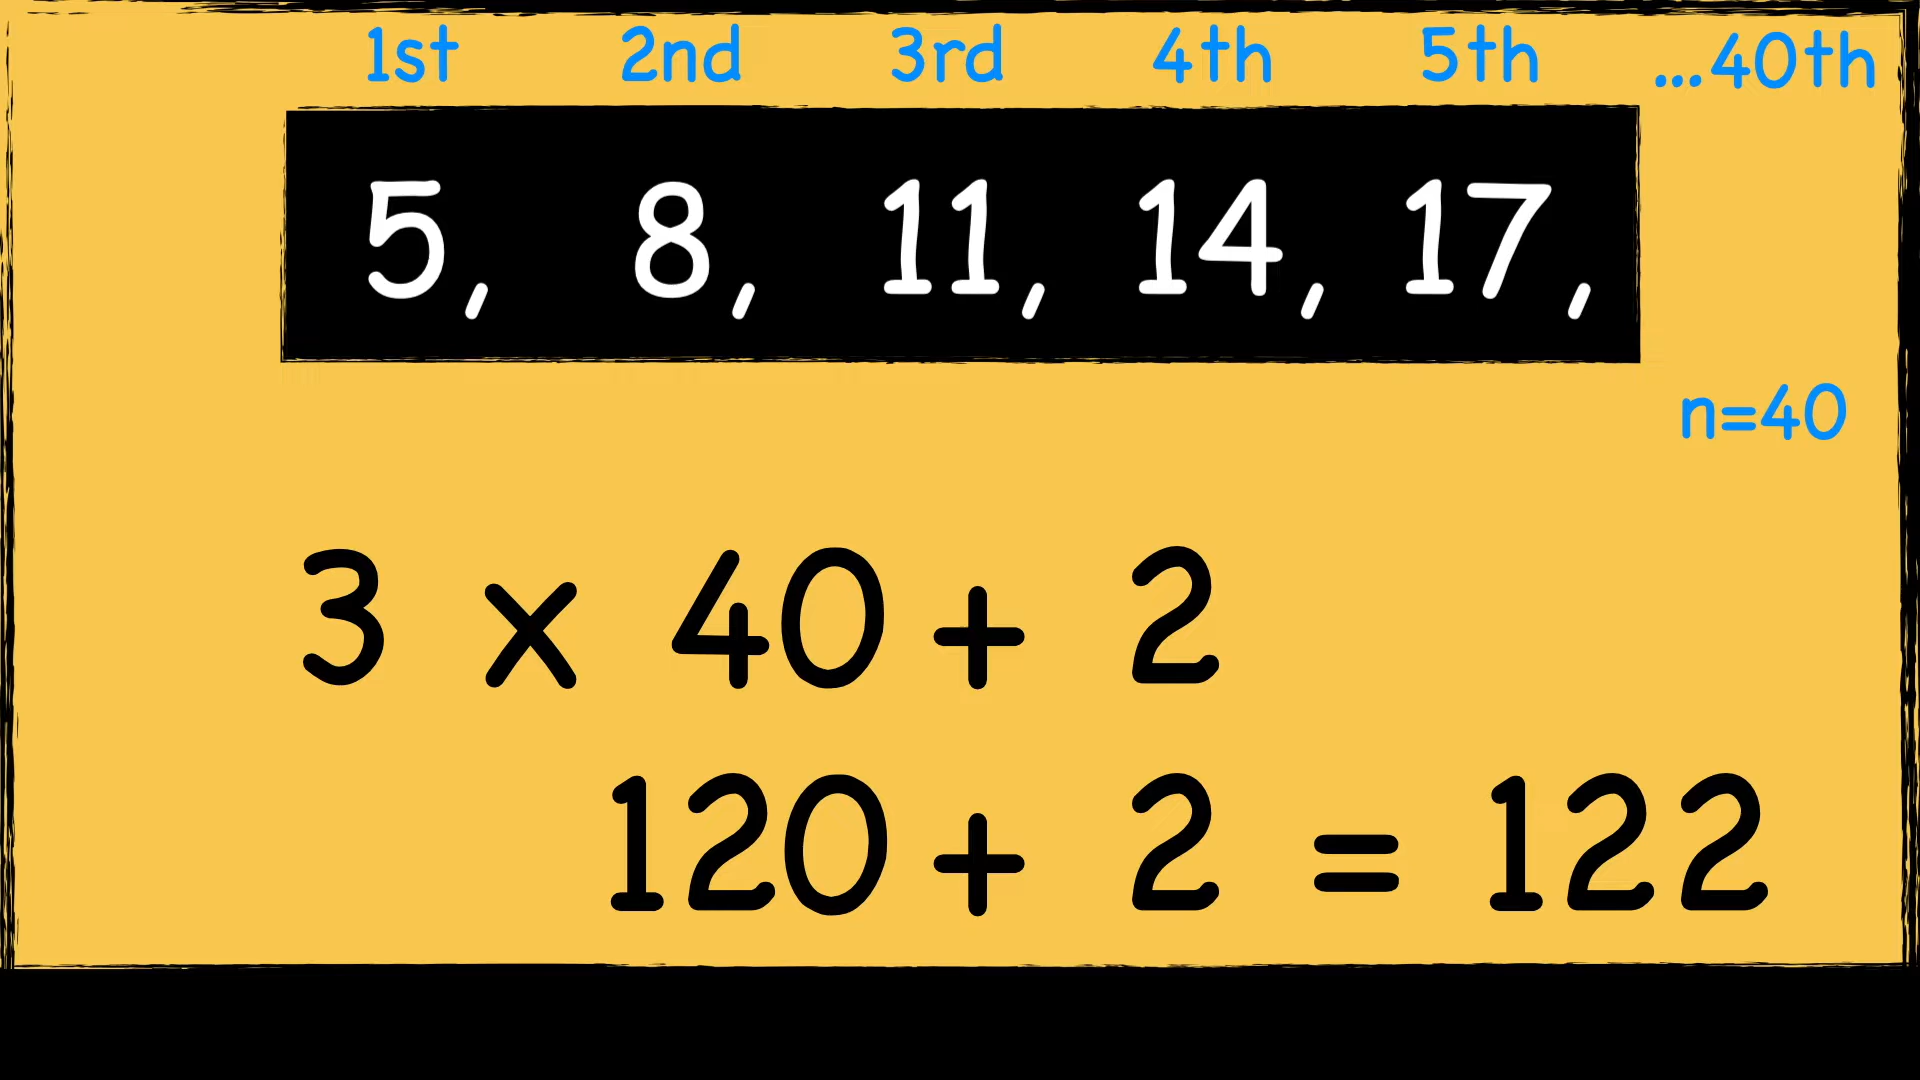 1st 2nd 3rd 4th 5th ...40th
5, 8, 11, 14, 17,
n=40
3 x 40 + 2
120 + 2 = 122